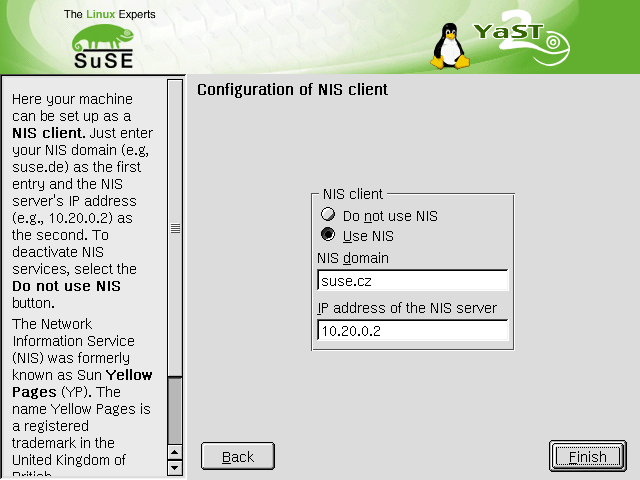 The Linux Experts
SuSE
YaST
2
Here your machine
can be set up as a
NIS client. Just enter
your NIS domain (e.g,
suse.de) as the first
entry and the NIS
server's IP address
(e.g., 10.20.0.2) as
the second. To
deactivate NIS
services, select the
Do not use NIS
button.
The Network
Information Service
(NIS) was formerly
known as Sun Yellow
Pages (YP). The
name Yellow Pages is
a registered
trademark in the
United Kingdom of
British
Configuration of NIS client
NIS client
Do not use NIS
Use NIS
NIS domain
suse.cz
IP address of the NIS server
10.20.0.2
Back
Finish